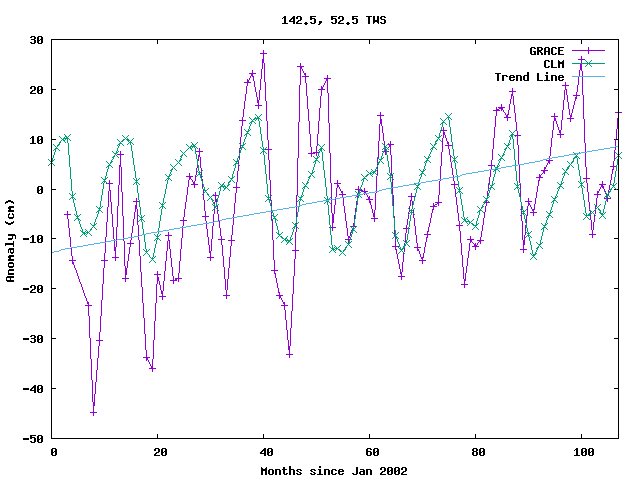 142.5, 52.5 TWS
GRACE
CLM
Trend Line
30
20
10
0
-10
-20
-30
-40
-50
Anomaly (cm)
0 20 40 60 80 100
Months since Jan 2002